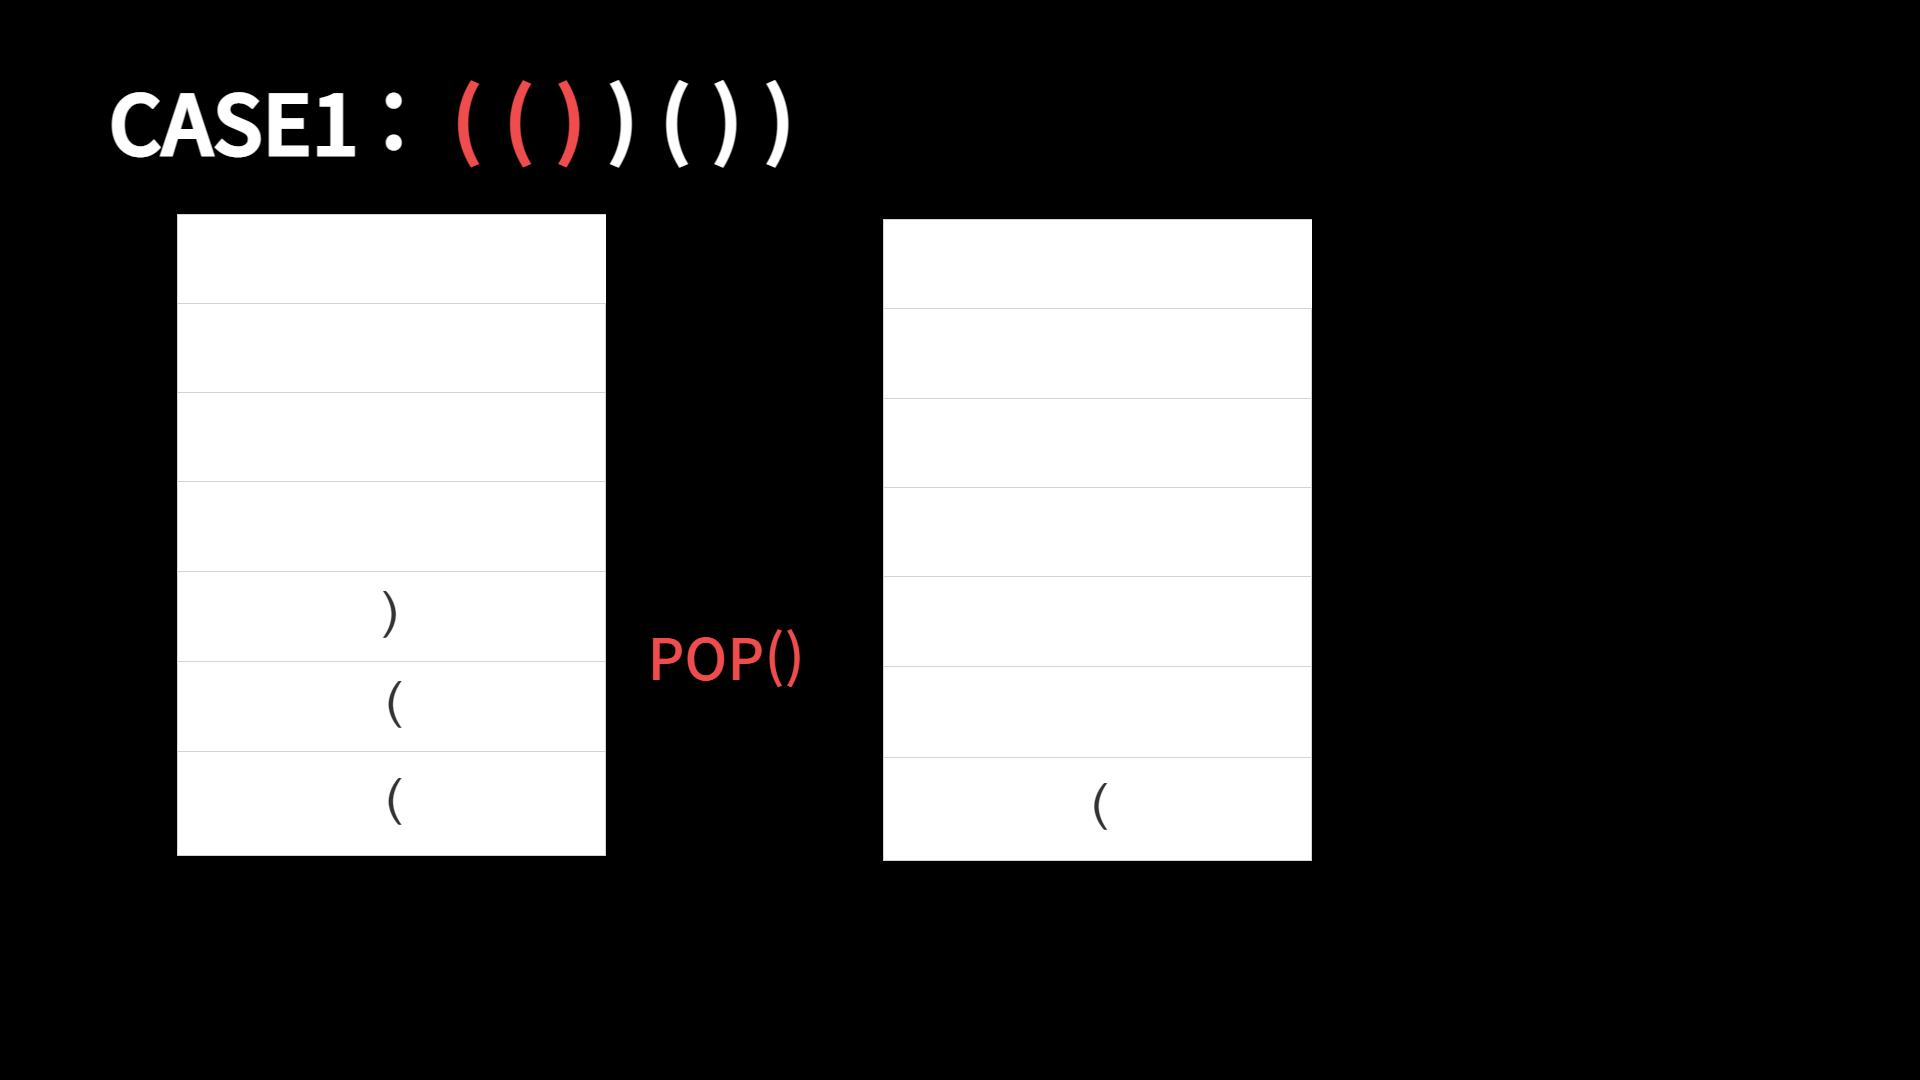 CASE1：(())())
)
(
POP()
(
(